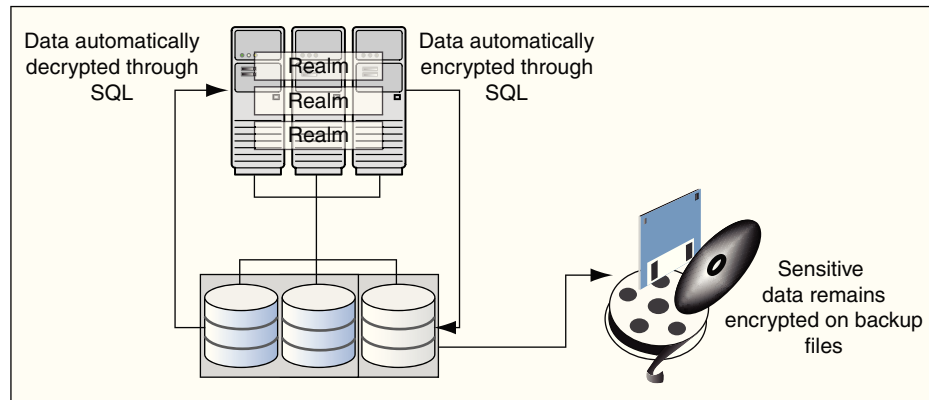 Data automatically
decrypted through
SQL
Realm
Realm
Realm
Data automatically
encrypted through
SQL
Sensitive
data remains
encrypted on backup
files